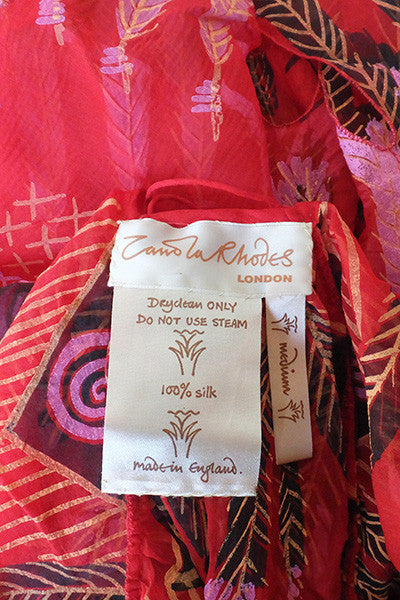 Zandra Rhodes
LONDON
Dryclean ONLY
DO NOT USE STEAM
100% silk
made in England.
medium